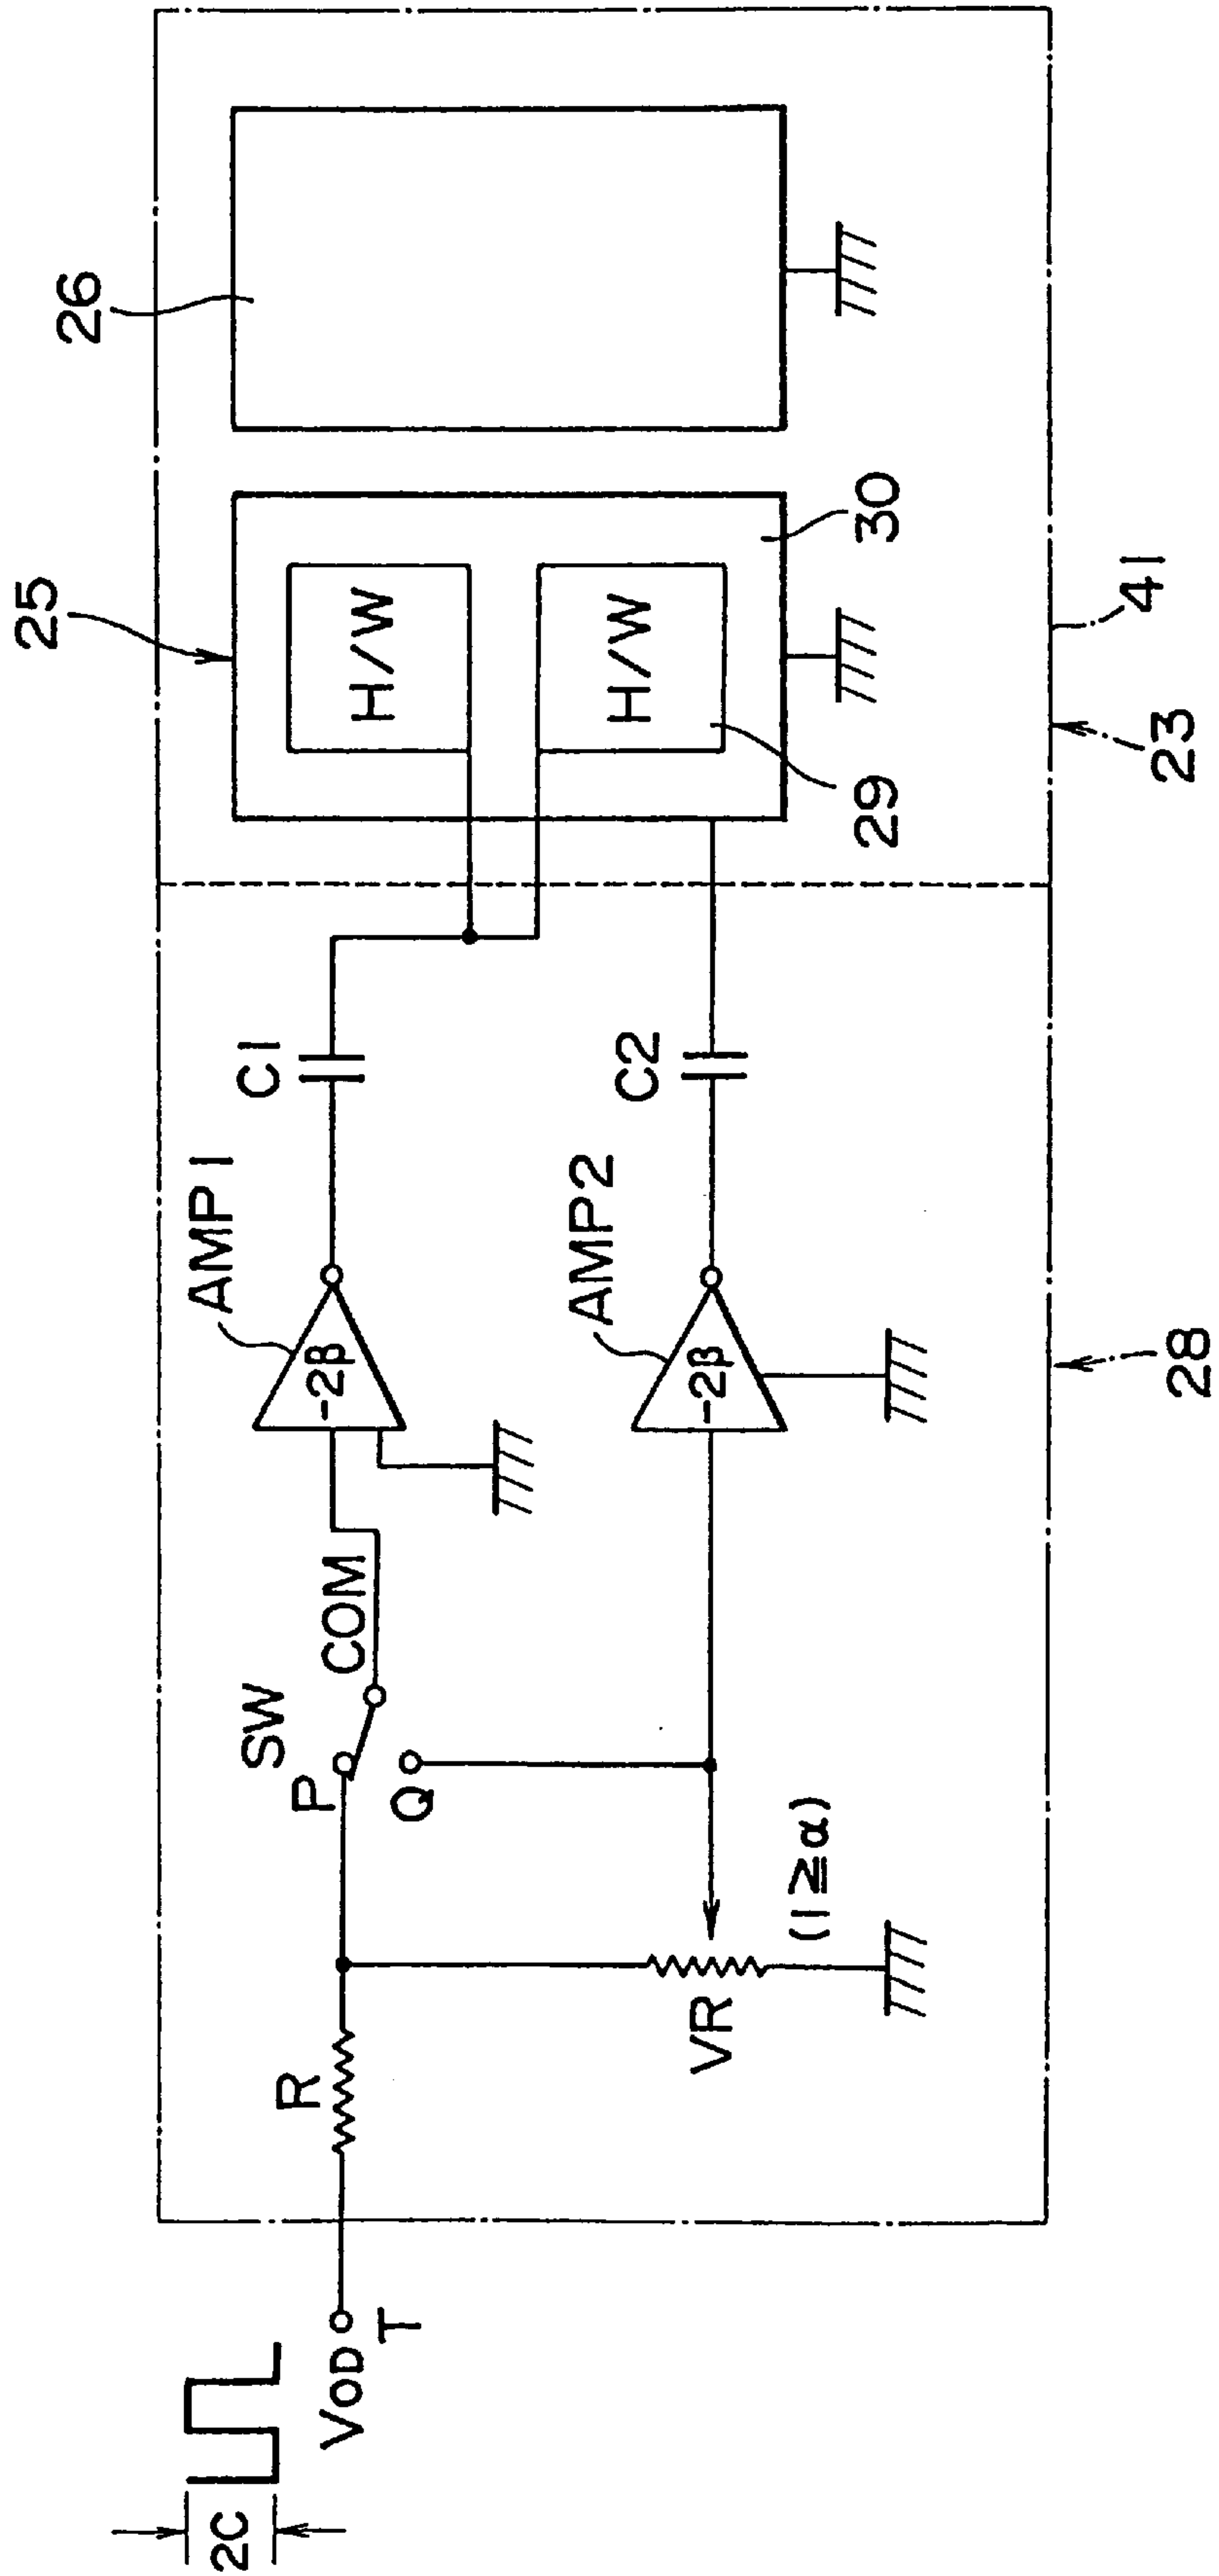 2C
VOD
T
R
VR
(1≧α)
P
Q
SW
COM
AMP1
-2β
AMP2
-2β
C1
C2
28
25
H/W
H/W
29
30
26
23
41